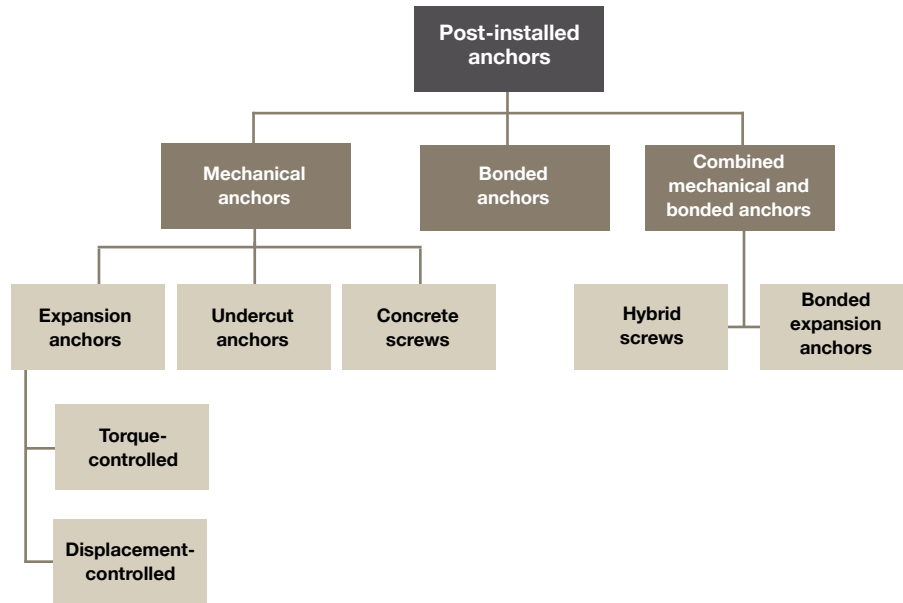 Post-installed
anchors
Mechanical
anchors
Bonded
anchors
Combined
mechanical and
bonded anchors
Expansion
anchors
Undercut
anchors
Concrete
screws
Hybrid
screws
Bonded
expansion
anchors
Torque-
controlled
Displacement-
controlled